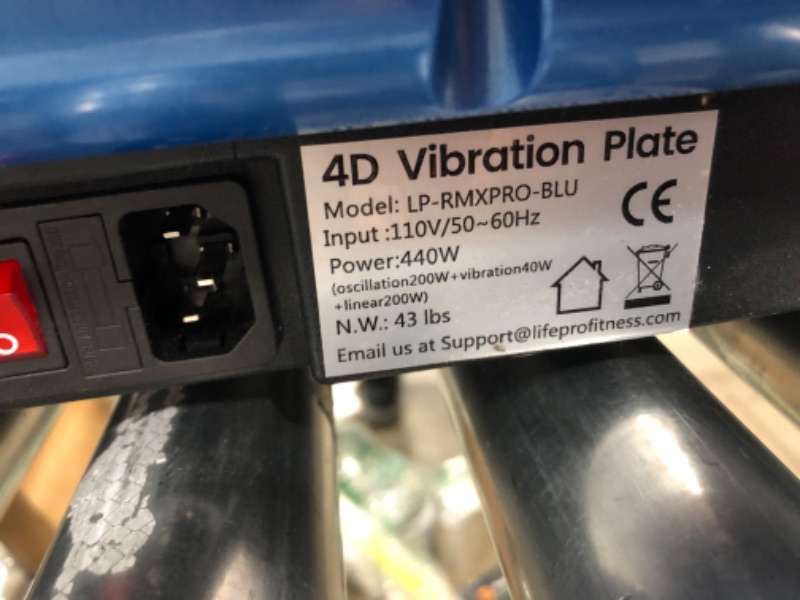 4D Vibration Plate
Model: LP-RMXPRO-BLU
Input :110V/50~60Hz
Power:440W
(oscillation200W+vibration40W
+linear200W)
N.W.: 43 lbs
Email us at Support@lifeprofitness.com
CE